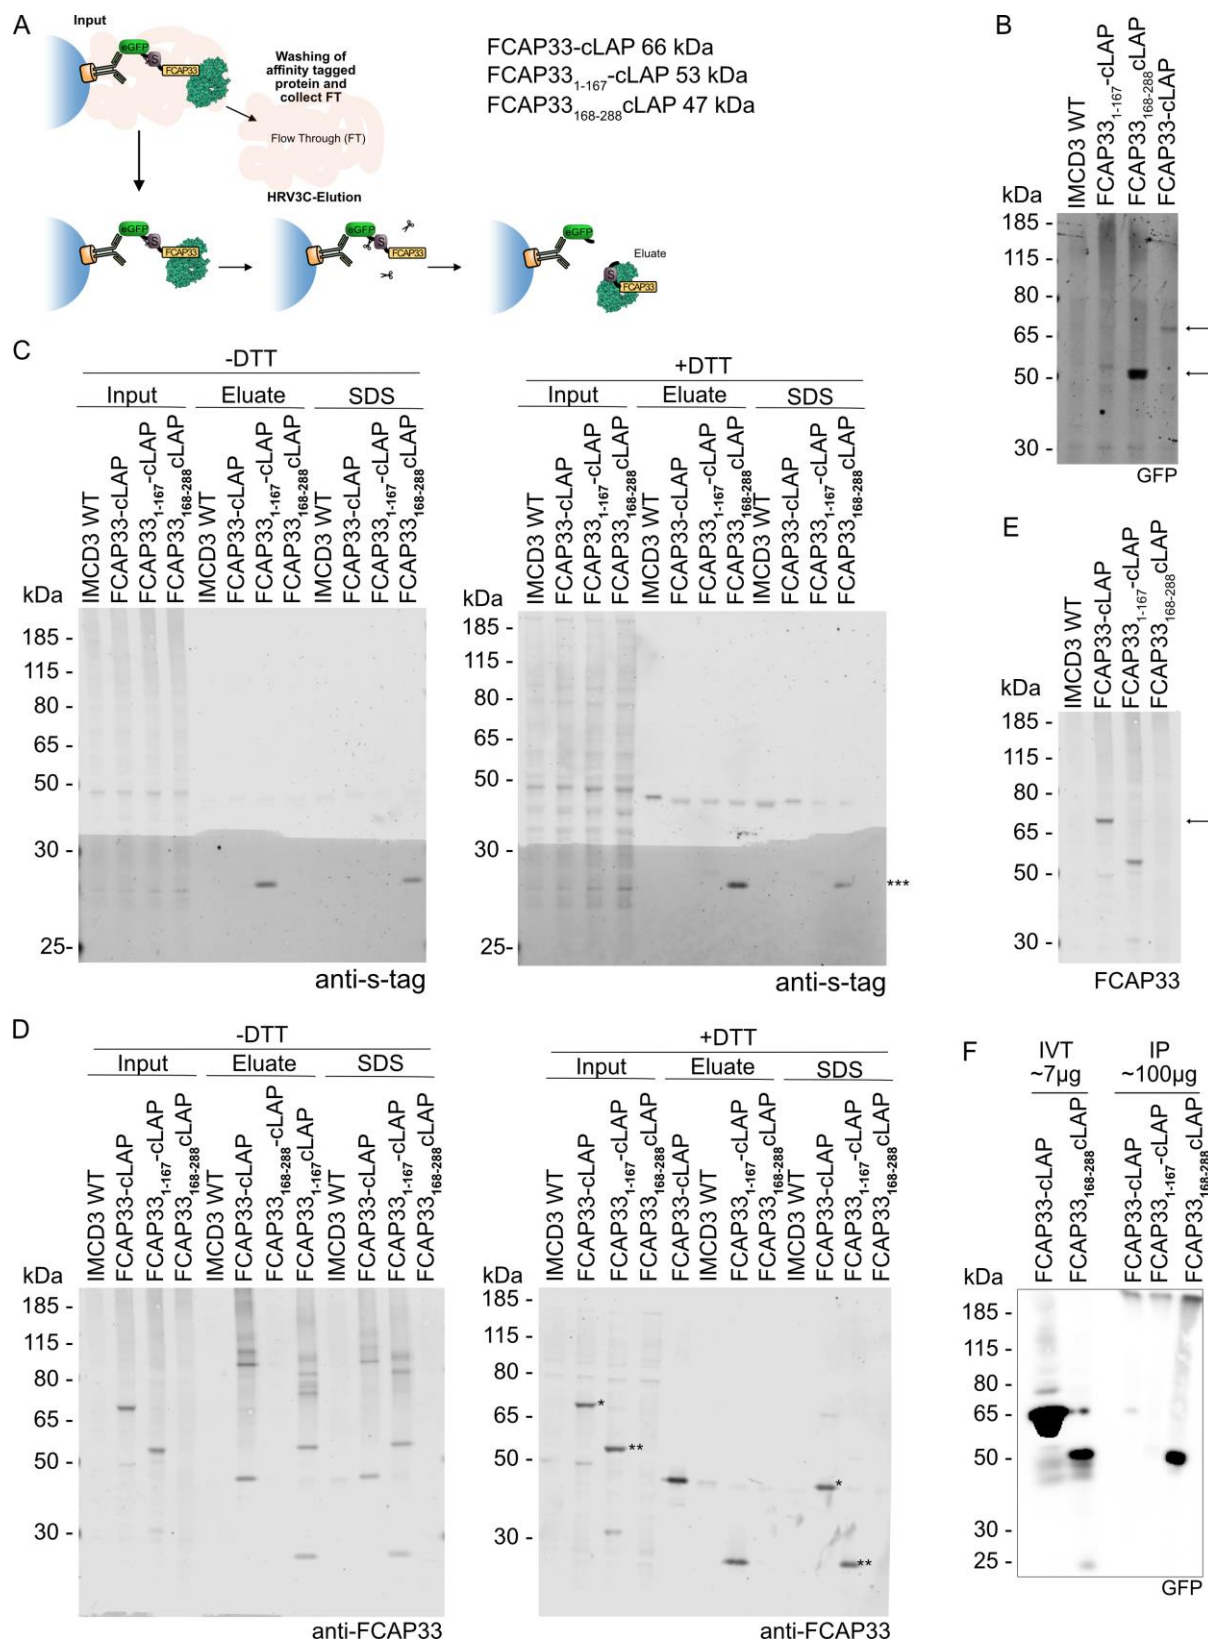 A
Input
eGFP
S
FCAP33
Washing of
affinity tagged
protein and
collect FT
Flow Through (FT)
HRV3C-Elution
eGFP
S
FCAP33
eGFP
S
FCAP33
eGFP
Eluate
S
FCAP33
FCAP33-cLAP 66 kDa
FCAP33₁₋₁₆₇-cLAP 53 kDa
FCAP33₁₆₈₋₂₈₈cLAP 47 kDa
B
IMCD3 WT
FCAP33₁₋₁₆₇-cLAP
FCAP33₁₆₈₋₂₈₈cLAP
FCAP33-cLAP
kDa
185 -
115 -
80 -
65 -
50 -
30 -
GFP
C
-DTT
Input Eluate SDS
IMCD3 WT
FCAP33-cLAP
FCAP33₁₋₁₆₇-cLAP
FCAP33₁₆₈₋₂₈₈cLAP
IMCD3 WT
FCAP33-cLAP
FCAP33₁₋₁₆₇-cLAP
FCAP33₁₆₈₋₂₈₈cLAP
IMCD3 WT
FCAP33-cLAP
FCAP33₁₋₁₆₇-cLAP
FCAP33₁₆₈₋₂₈₈cLAP
kDa
185 -
115 -
80 -
65 -
50 -
30 -
25-
anti-s-tag
+DTT
Input Eluate SDS
IMCD3 WT
FCAP33-cLAP
FCAP33₁₋₁₆₇-cLAP
FCAP33₁₆₈₋₂₈₈cLAP
IMCD3 WT
FCAP33-cLAP
FCAP33₁₋₁₆₇-cLAP
FCAP33₁₆₈₋₂₈₈cLAP
IMCD3 WT
FCAP33-cLAP
FCAP33₁₋₁₆₇-cLAP
FCAP33₁₆₈₋₂₈₈cLAP
kDa
185 -
115 -
80 -
65 -
50 -
30 -
***
25-
anti-s-tag
E
IMCD3 WT
FCAP33-cLAP
FCAP33₁₋₁₆₇-cLAP
FCAP33₁₆₈₋₂₈₈cLAP
kDa
185 -
115 -
80 -
65 -
50 -
30 -
FCAP33
D
-DTT
Input Eluate SDS
IMCD3 WT
FCAP33-cLAP
FCAP33₁₋₁₆₇-cLAP
FCAP33₁₆₈₋₂₈₈cLAP
IMCD3 WT
FCAP33-cLAP
FCAP33₁₆₈₋₂₈₈-cLAP
FCAP33₁₋₁₆₇cLAP
IMCD3 WT
FCAP33-cLAP
FCAP33₁₋₁₆₇-cLAP
FCAP33₁₆₈₋₂₈₈cLAP
kDa
185 -
115 -
80 -
65 -
50 -
30 -
anti-FCAP33
+DTT
Input Eluate SDS
IMCD3 WT
FCAP33-cLAP
FCAP33₁₋₁₆₇-cLAP
FCAP33₁₆₈₋₂₈₈cLAP
FCAP33-cLAP
IMCD3 WT
FCAP33₁₋₁₆₇-cLAP
FCAP33₁₆₈₋₂₈₈cLAP
IMCD3 WT
FCAP33-cLAP
FCAP33₁₋₁₆₇-cLAP
FCAP33₁₆₈₋₂₈₈cLAP
kDa
185 -
115 -
80 -
65 -
50 -
30 -
*
**
*
**
anti-FCAP33
F
IVT IP
~7µg ~100µg
FCAP33-cLAP
FCAP33₁₆₈₋₂₈₈cLAP
FCAP33-cLAP
FCAP33₁₋₁₆₇-cLAP
FCAP33₁₆₈₋₂₈₈cLAP
kDa
185 -
115 -
80 -
65 -
50 -
30 -
25 -
GFP